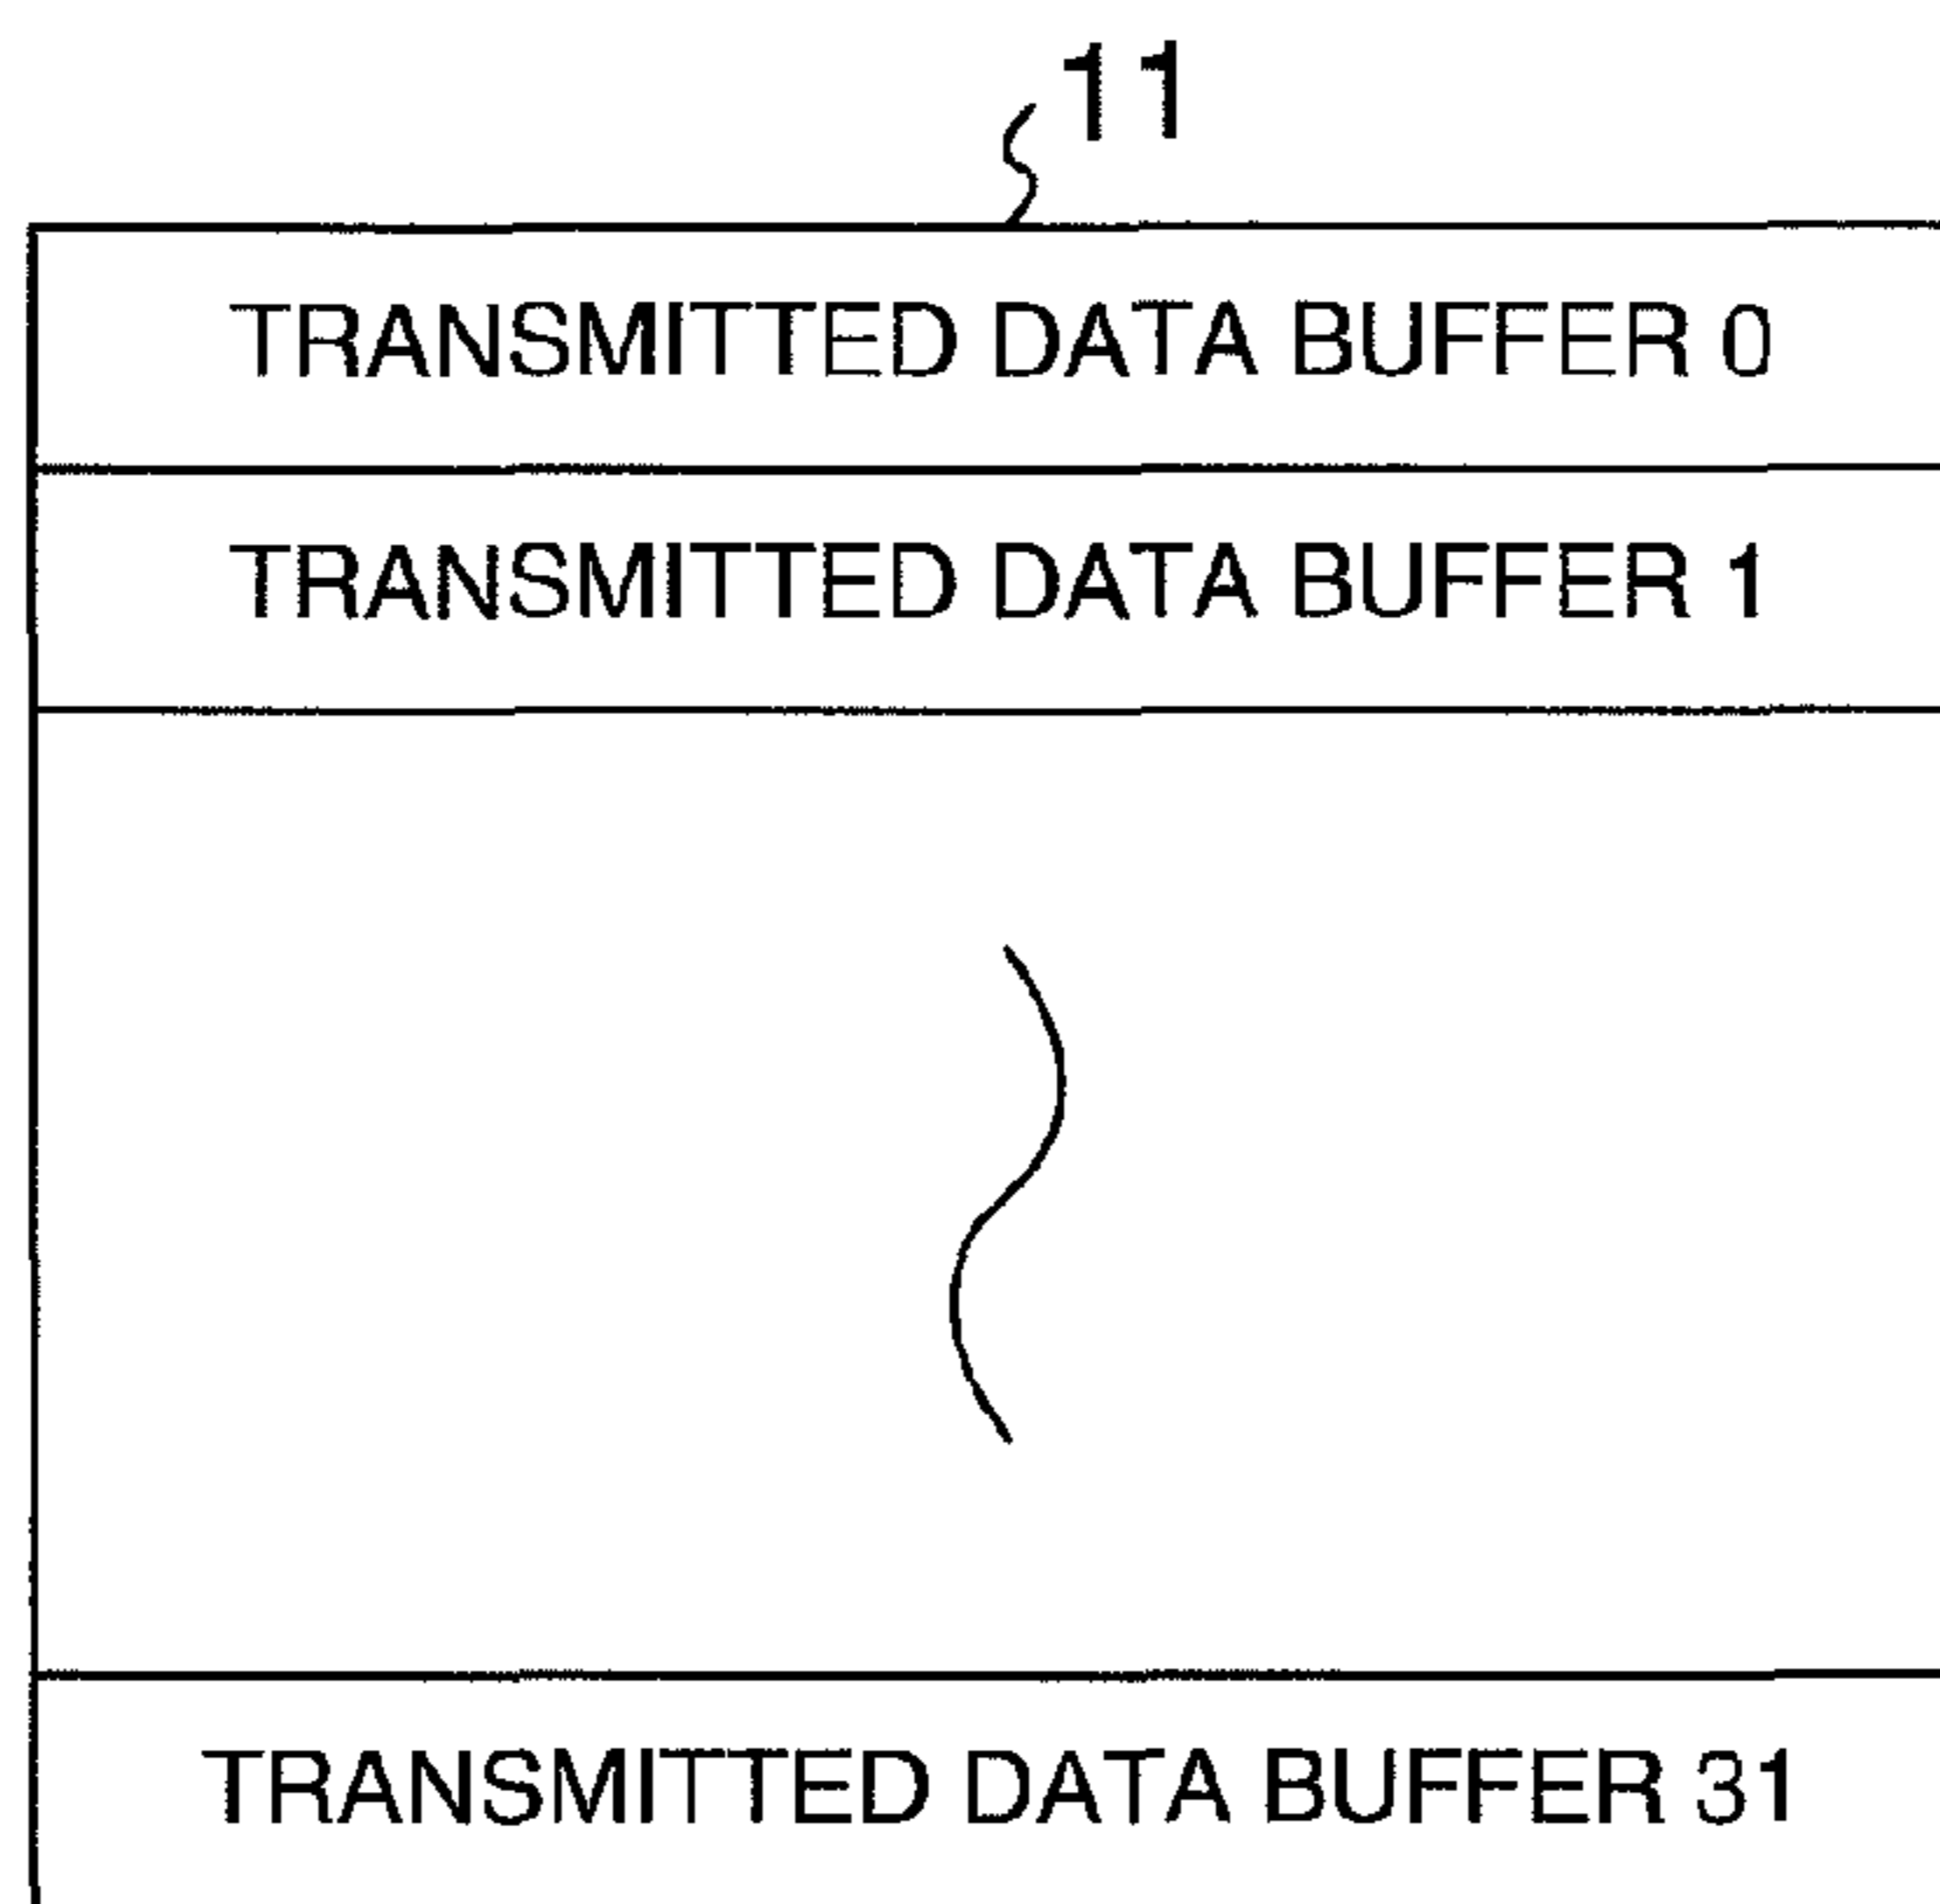 11
TRANSMITTED DATA BUFFER 0
TRANSMITTED DATA BUFFER 1
TRANSMITTED DATA BUFFER 31